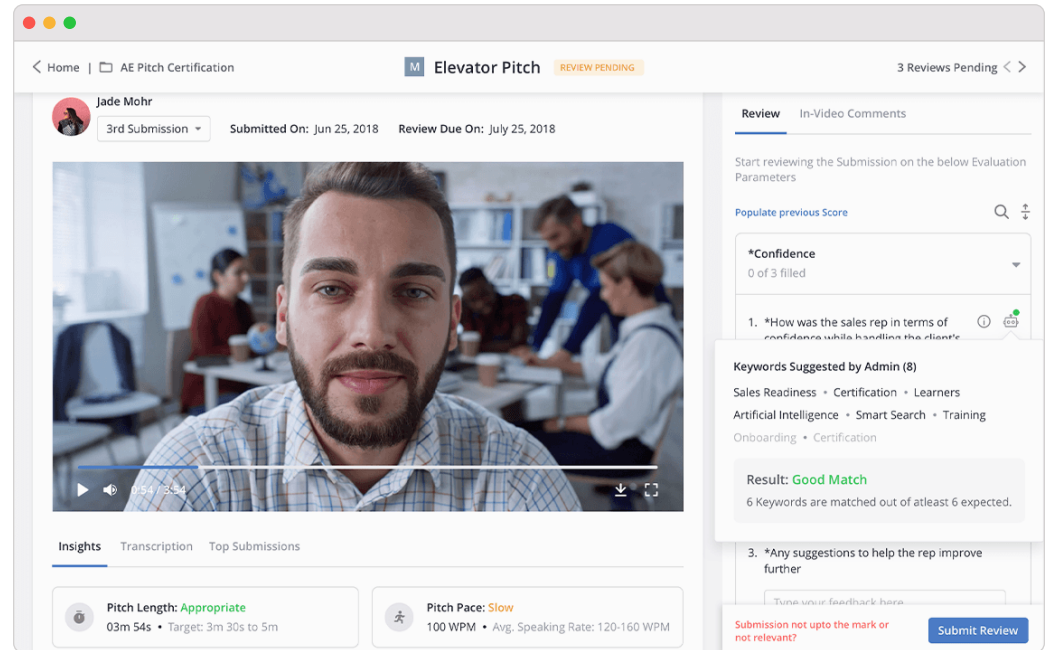 Home | AE Pitch Certification
M Elevator Pitch REVIEW PENDING
3 Reviews Pending
Jade Mohr
3rd Submission
Submitted On: Jun 25, 2018 Review Due On: July 25, 2018
0:54 / 3:54
Insights Transcription Top Submissions
Pitch Length: Appropriate
03m 54s • Target: 3m 30s to 5m
Pitch Pace: Slow
100 WPM • Avg. Speaking Rate: 120-160 WPM
Review In-Video Comments
Start reviewing the Submission on the below Evaluation
Parameters
Populate previous Score
*Confidence
0 of 3 filled
1. *How was the sales rep in terms of
confidence while handling the client's
Keywords Suggested by Admin (8)
Sales Readiness • Certification • Learners
Artificial Intelligence • Smart Search • Training
Onboarding • Certification
Result: Good Match
6 Keywords are matched out of atleast 6 expected.
3. *Any suggestions to help the rep improve
further
Type your feedback here
Submission not upto the mark or
not relevant?
Submit Review